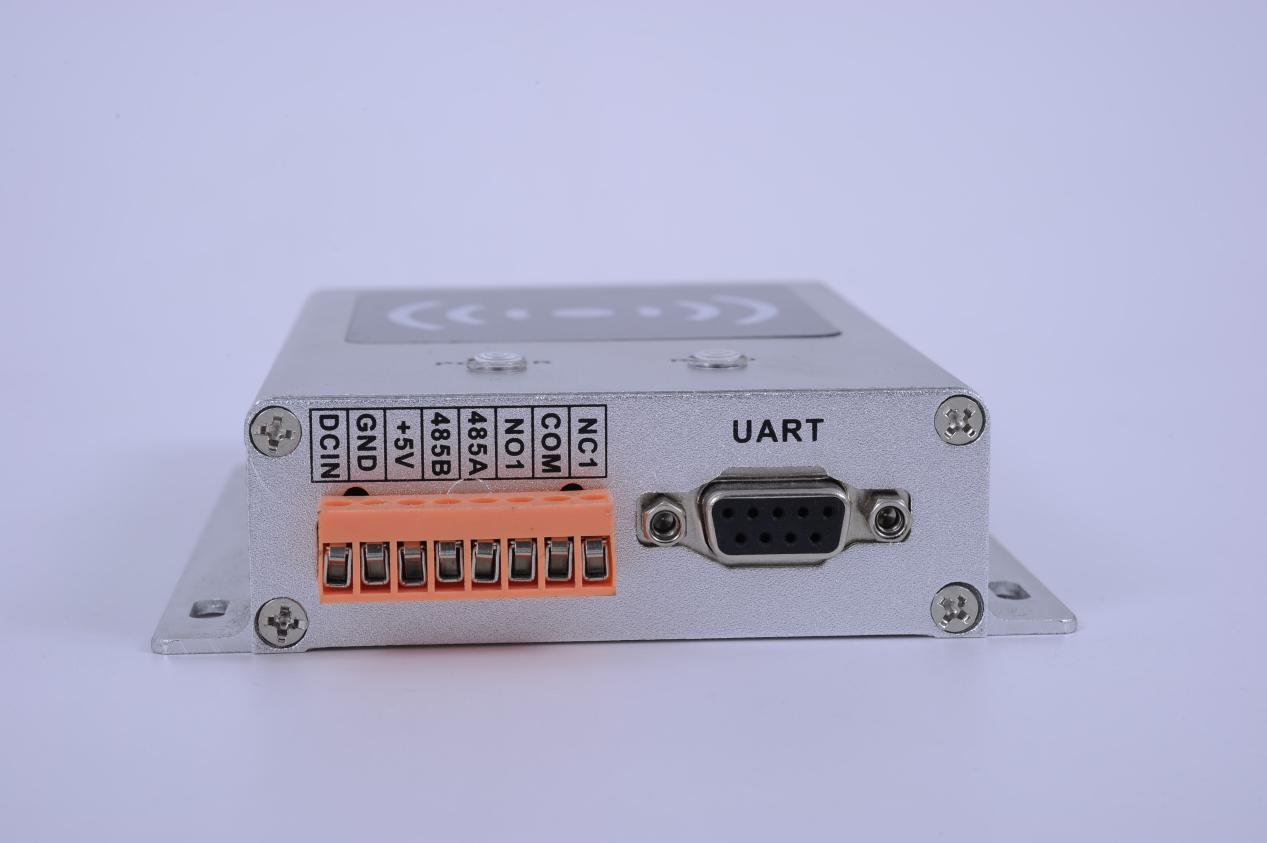 DCIN
GND
+5V
485B
485A
NO1
COM
NC1
UART